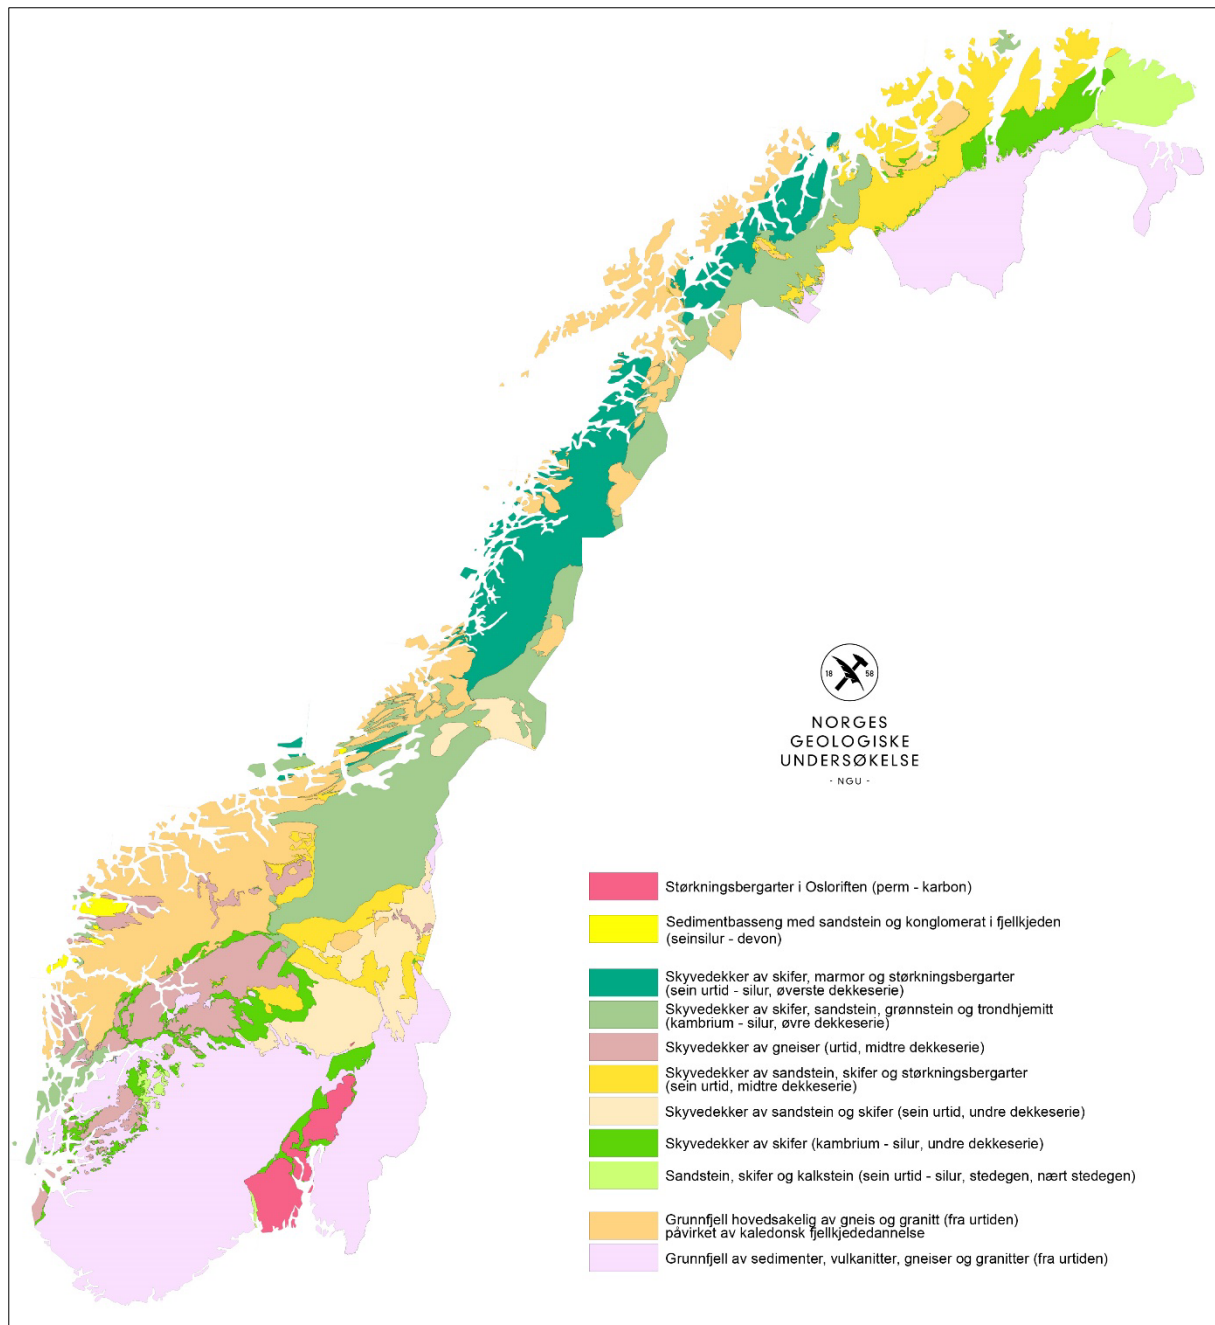 18 58
NORGES
GEOLOGISKE
UNDERSØKELSE
- NGU -
Størkningsbergarter i Osloriften (perm - karbon)
Sedimentbasseng med sandstein og konglomerat i fjellkjeden
(seinsilur - devon)
Skyvedekker av skifer, marmor og størkningsbergarter
(sein urtid - silur, øverste dekkeserie)
Skyvedekker av skifer, sandstein, grønnstein og trondhjemitt
(kambrium - silur, øvre dekkeserie)
Skyvedekker av gneiser (urtid, midtre dekkeserie)
Skyvedekker av sandstein, skifer og størkningsbergarter
(sein urtid, midtre dekkeserie)
Skyvedekker av sandstein og skifer (sein urtid, undre dekkeserie)
Skyvedekker av skifer (kambrium - silur, undre dekkeserie)
Sandstein, skifer og kalkstein (sein urtid - silur, stedegen, nært stedegen)
Grunnfjell hovedsakelig av gneis og granitt (fra urtiden)
påvirket av kaledonsk fjellkjededannelse
Grunnfjell av sedimenter, vulkanitter, gneiser og granitter (fra urtiden)